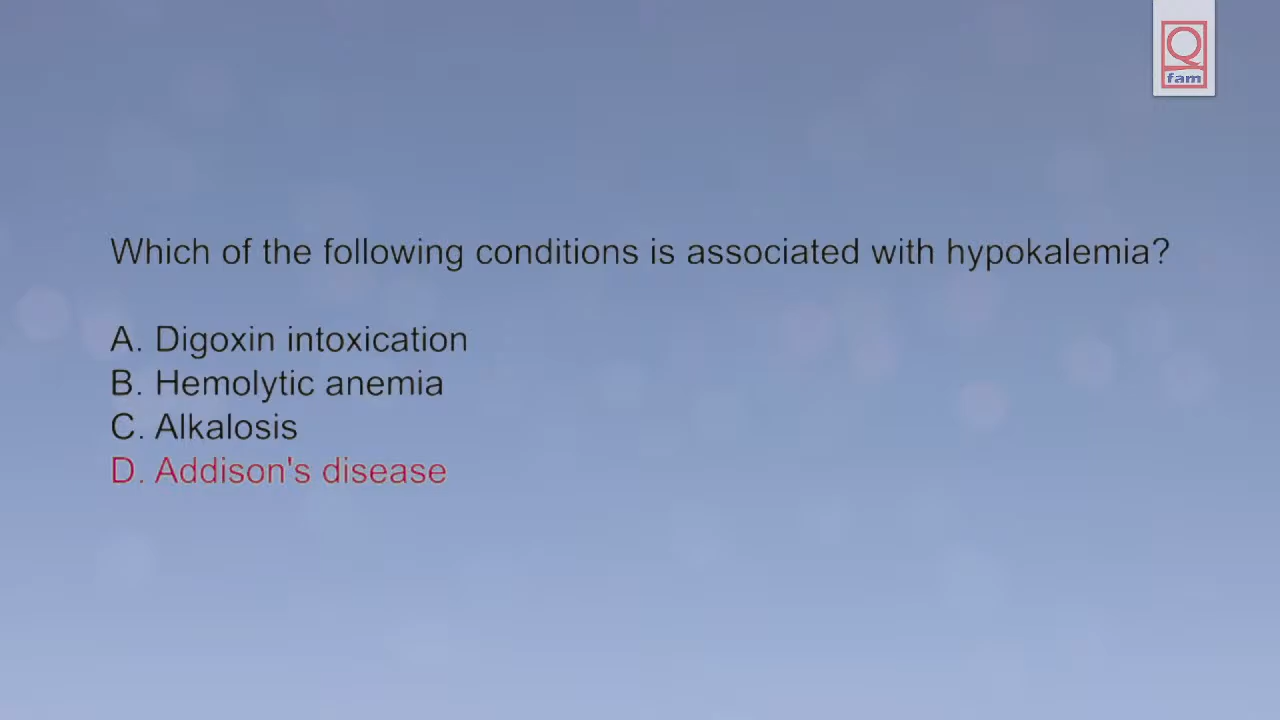 Q
fam
Which of the following conditions is associated with hypokalemia?
A. Digoxin intoxication
B. Hemolytic anemia
C. Alkalosis
D. Addison's disease